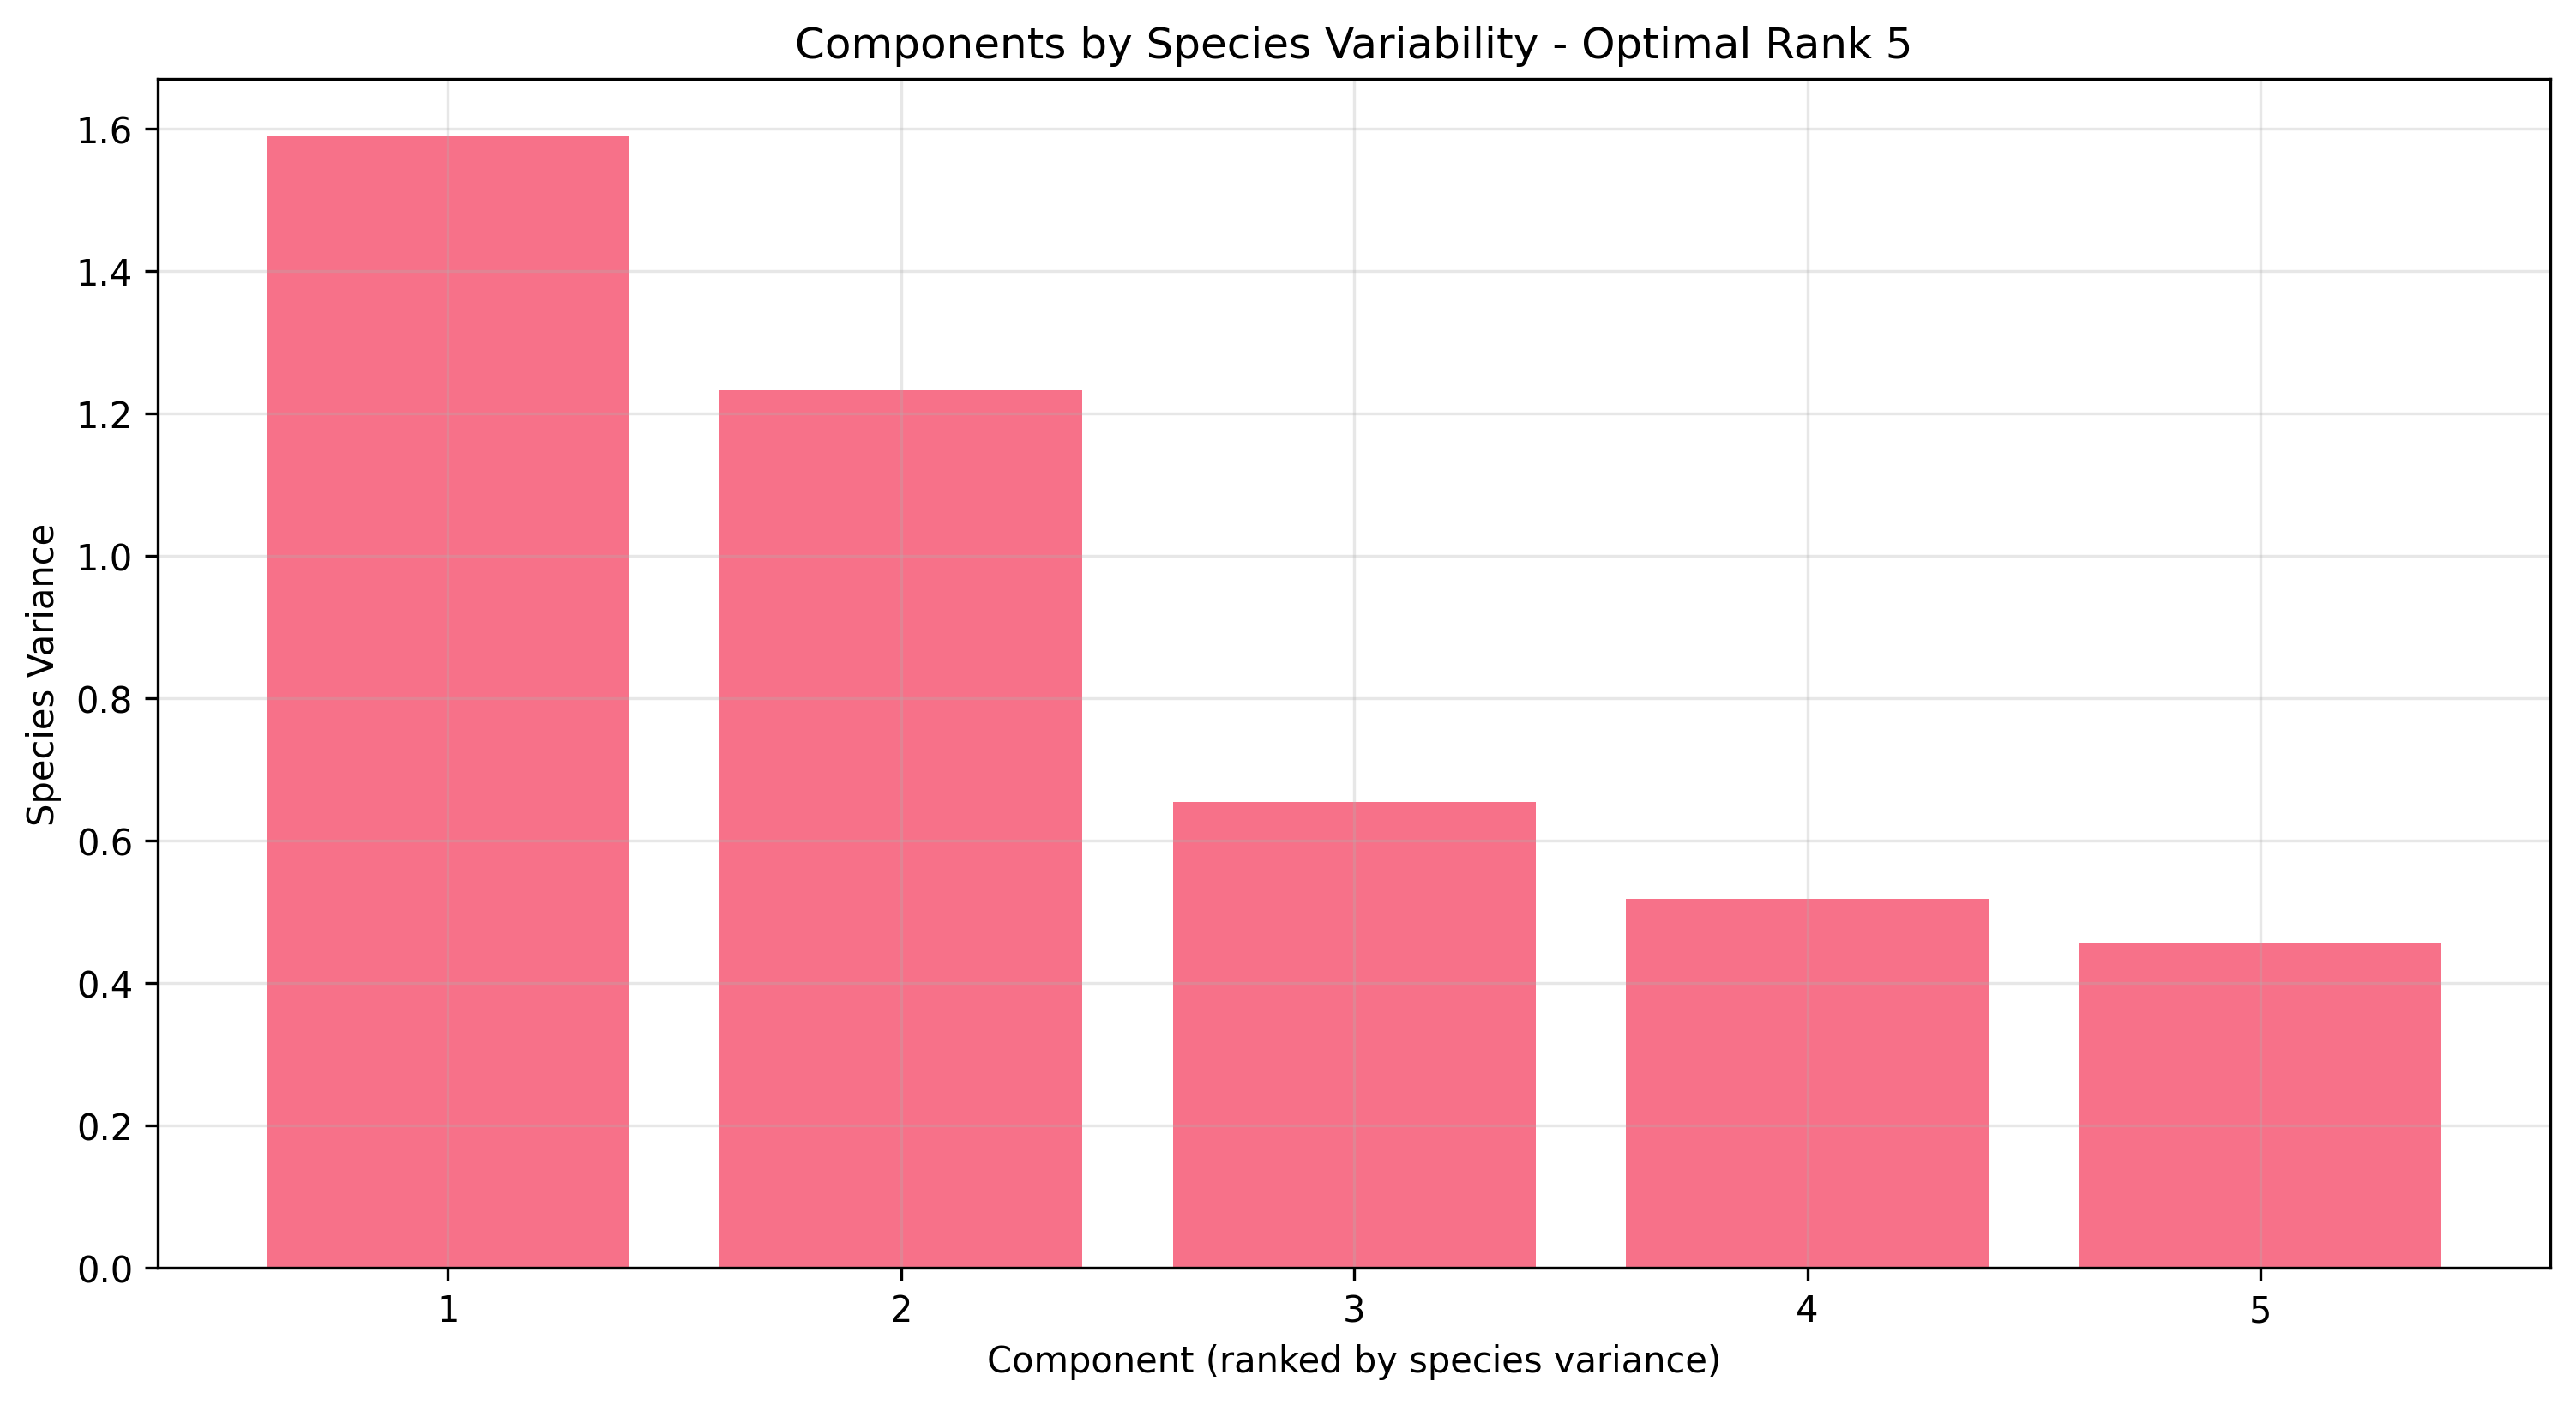 Components by Species Variability - Optimal Rank 5
Species Variance
1.6
1.4
1.2
1.0
0.8
0.6
0.4
0.2
0.0
1 2 3 4 5
Component (ranked by species variance)